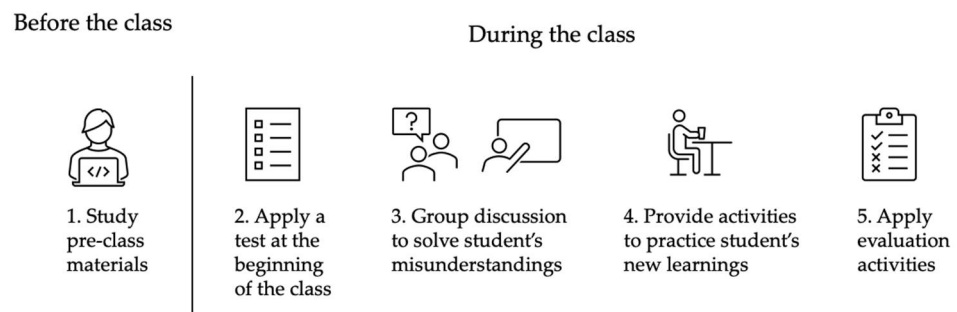 Before the class
During the class
?
</>
1. Study
pre-class
materials
2. Apply a
test at the
beginning
of the class
3. Group discussion
to solve student's
misunderstandings
4. Provide activities
to practice student's
new learnings
5. Apply
evaluation
activities